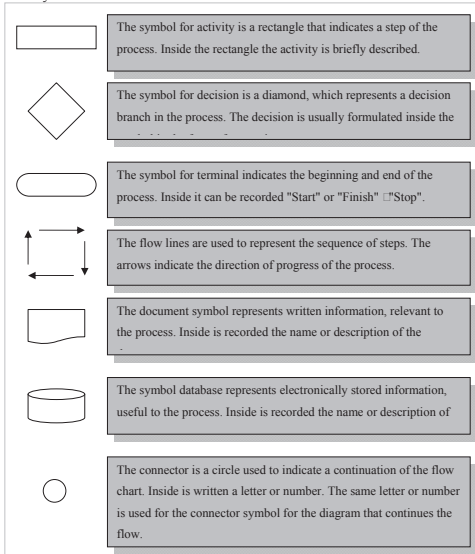 The symbol for activity is a rectangle that indicates a step of the
process. Inside the rectangle the activity is briefly described.
The symbol for decision is a diamond, which represents a decision
branch in the process. The decision is usually formulated inside the
The symbol for terminal indicates the beginning and end of the
process. Inside it can be recorded "Start" or "Finish" □"Stop".
The flow lines are used to represent the sequence of steps. The
arrows indicate the direction of progress of the process.
The document symbol represents written information, relevant to
the process. Inside is recorded the name or description of the
The symbol database represents electronically stored information,
useful to the process. Inside is recorded the name or description of
The connector is a circle used to indicate a continuation of the flow
chart. Inside is written a letter or number. The same letter or number
is used for the connector symbol for the diagram that continues the
flow.